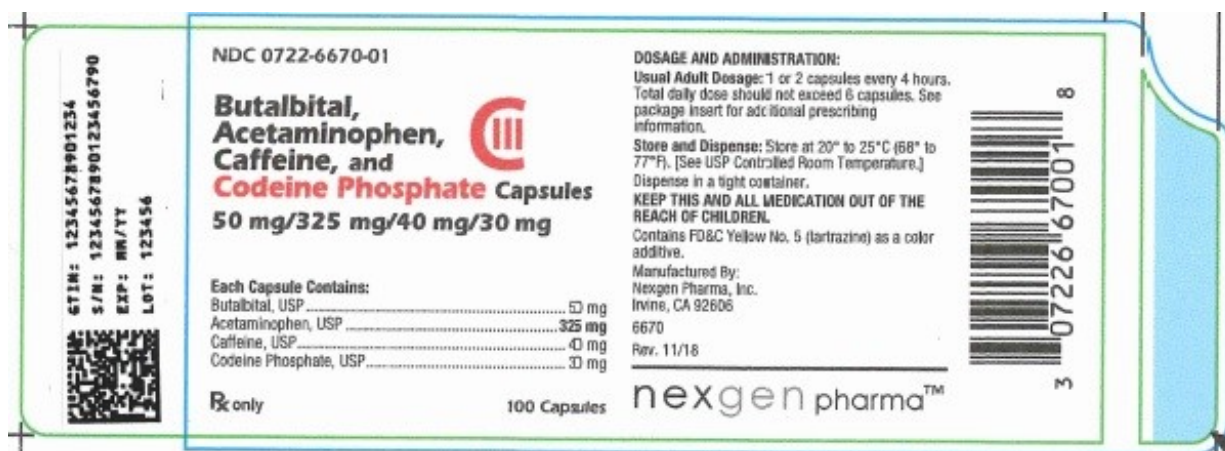 GTIN: 12345678901234
S/N: 12345678901234567890
EXP: MM/YY
LOT: 123456
NDC 0722-6670-01
Butalbital,
Acetaminophen,
Caffeine, and
Codeine Phosphate Capsules
CIII
50 mg/325 mg/40 mg/30 mg
Each Capsule Contains:
Butalbital, USP ........ 50 mg
Acetaminophen, USP ........ 325 mg
Caffeine, USP ........ 40 mg
Codeine Phosphate, USP ........ 30 mg
Rx only
100 Capsules
DOSAGE AND ADMINISTRATION:
Usual Adult Dosage: 1 or 2 capsules every 4 hours.
Total daily dose should not exceed 6 capsules. See
package insert for additional prescribing
information.
Store and Dispense: Store at 20° to 25°C (68° to
77°F). [See USP Controlled Room Temperature.]
Dispense in a tight container.
KEEP THIS AND ALL MEDICATION OUT OF THE
REACH OF CHILDREN.
Contains FD&C Yellow No. 5 (tartrazine) as a color
additive.
Manufactured By:
Nexgen Pharma, Inc.
Irvine, CA 92606
6670
Rev. 11/18
nexgen pharma™
3 07226 67001 8